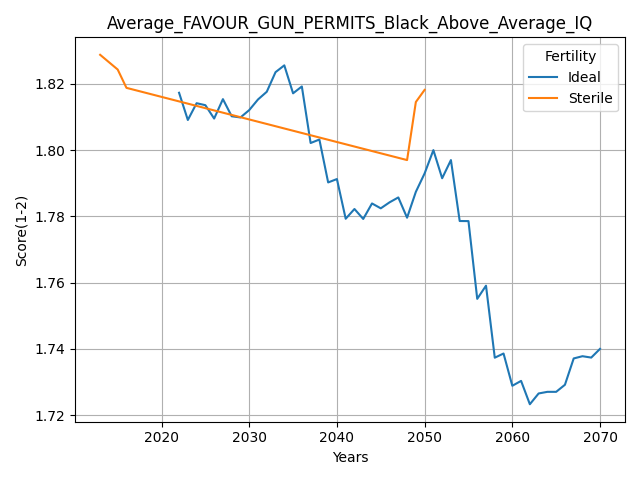 Average_FAVOUR_GUN_PERMITS_Black_Above_Average_IQ
Fertility
Ideal
Sterile
Score(1-2)
1.82
1.80
1.78
1.76
1.74
1.72
2020 2030 2040 2050 2060 2070
Years